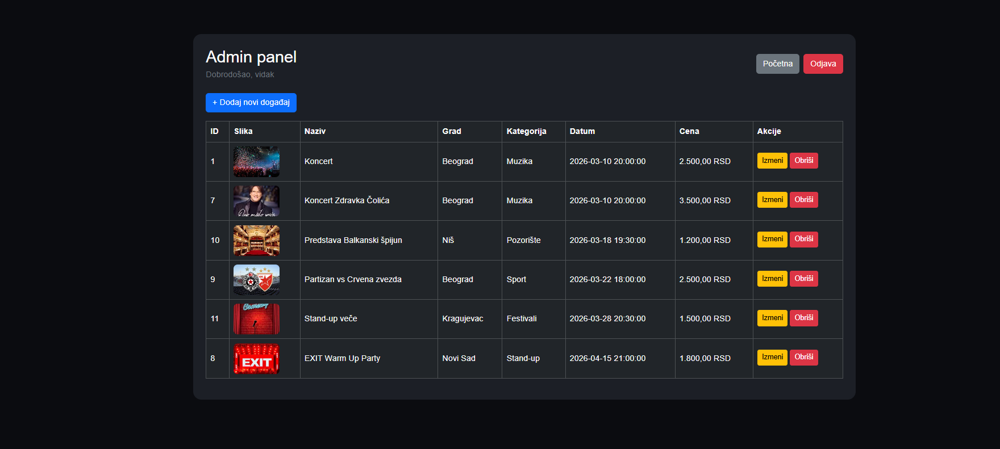 Admin panel
Dobrodošao, vidak
Početna Odjava
+ Dodaj novi događaj
ID Slika Naziv Grad Kategorija Datum Cena Akcije
1 Koncert Beograd Muzika 2026-03-10 20:00:00 2.500,00 RSD Izmeni Obriši
7 Koncert Zdravka Čolića Beograd Muzika 2026-03-10 20:00:00 3.500,00 RSD Izmeni Obriši
10 Predstava Balkanski špijun Niš Pozorište 2026-03-18 19:30:00 1.200,00 RSD Izmeni Obriši
9 Partizan vs Crvena zvezda Beograd Sport 2026-03-22 18:00:00 2.500,00 RSD Izmeni Obriši
Comedy
11 Stand-up veče Kragujevac Festivali 2026-03-28 20:30:00 1.500,00 RSD Izmeni Obriši
8 EXIT EXIT Warm Up Party Novi Sad Stand-up 2026-04-15 21:00:00 1.800,00 RSD Izmeni Obriši